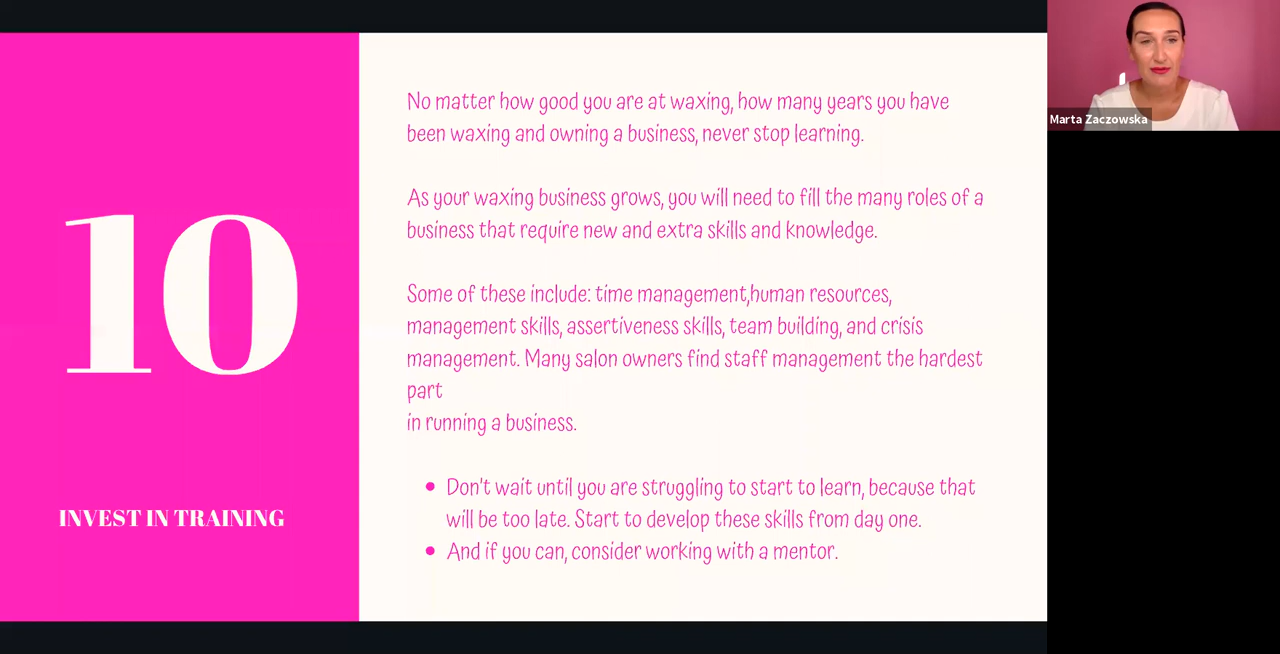 10
INVEST IN TRAINING
No matter how good you are at waxing, how many years you have
been waxing and owning a business, never stop learning.
As your waxing business grows, you will need to fill the many roles of a
business that require new and extra skills and knowledge.
Some of these include: time management,human resources,
management skills, assertiveness skills, team building, and crisis
management. Many salon owners find staff management the hardest
part
in running a business.
• Don't wait until you are struggling to start to learn, because that
will be too late. Start to develop these skills from day one.
• And if you can, consider working with a mentor.
Marta Zaczowska